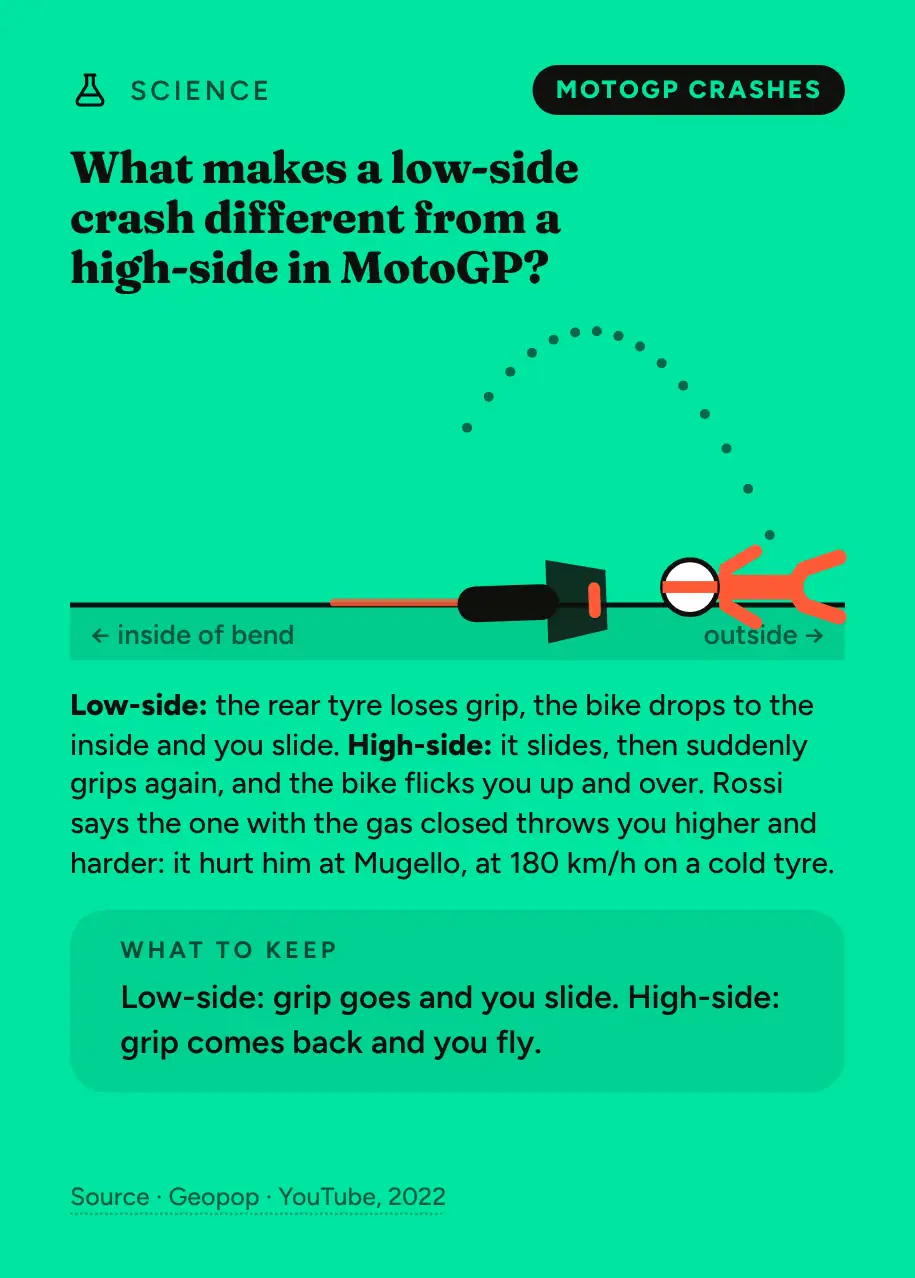 SCIENCE
MOTOGP CRASHES
What makes a low-side
crash different from a
high-side in MotoGP?
← inside of bend
outside →
Low-side: the rear tyre loses grip, the bike drops to the
inside and you slide. High-side: it slides, then suddenly
grips again, and the bike flicks you up and over. Rossi
says the one with the gas closed throws you higher and
harder: it hurt him at Mugello, at 180 km/h on a cold tyre.
WHAT TO KEEP
Low-side: grip goes and you slide. High-side:
grip comes back and you fly.
Source · Geopop · YouTube, 2022